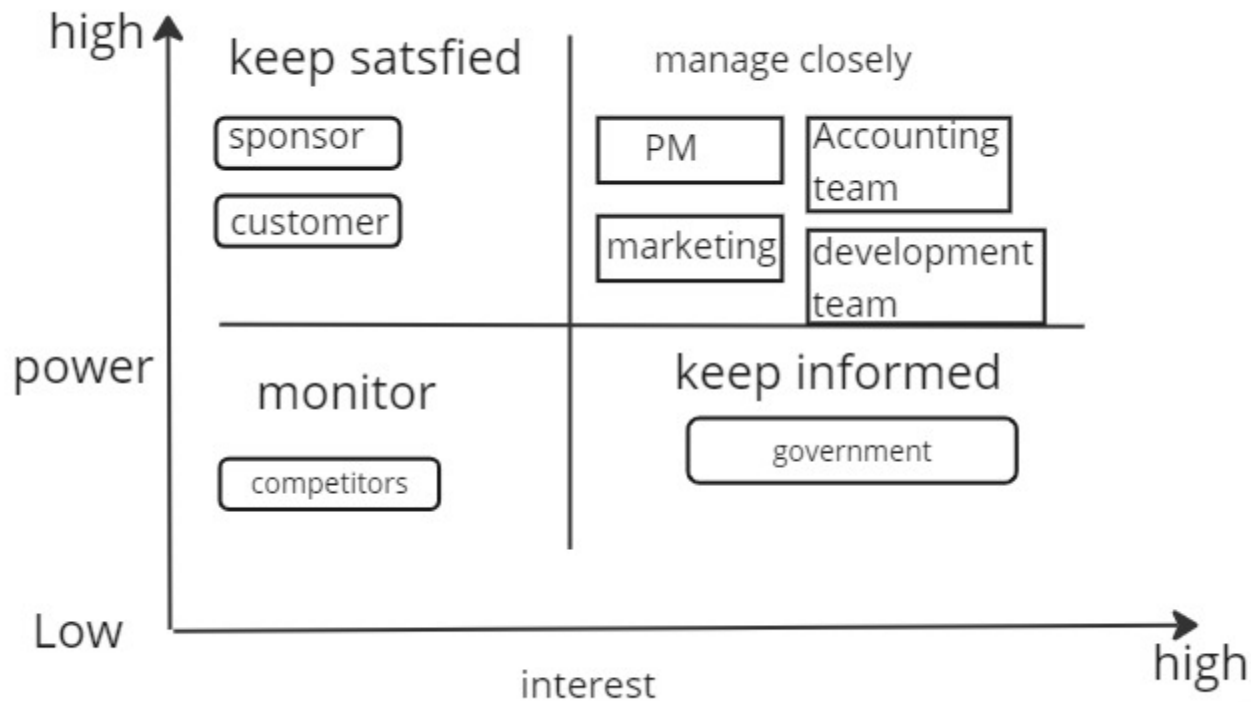 high
keep satsfied
manage closely
sponsor
PM
Accounting
team
customer
marketing
development
team
power
monitor
keep informed
competitors
government
Low
high
interest